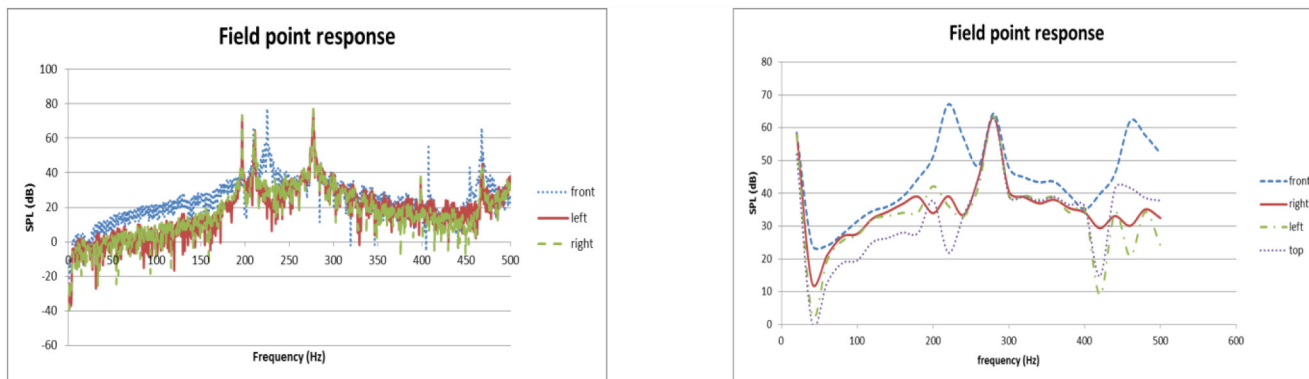 Field point response
100
80
60
40
20
0
-20
-40
-60
0 50 100 150 200 250 300 350 400 450 500
SPL (dB)
Frequency (Hz)
front
left
right
Field point response
80
70
60
50
40
30
20
10
0
0 100 200 300 400 500 600
SPL (dB)
frequency (Hz)
front
right
left
top